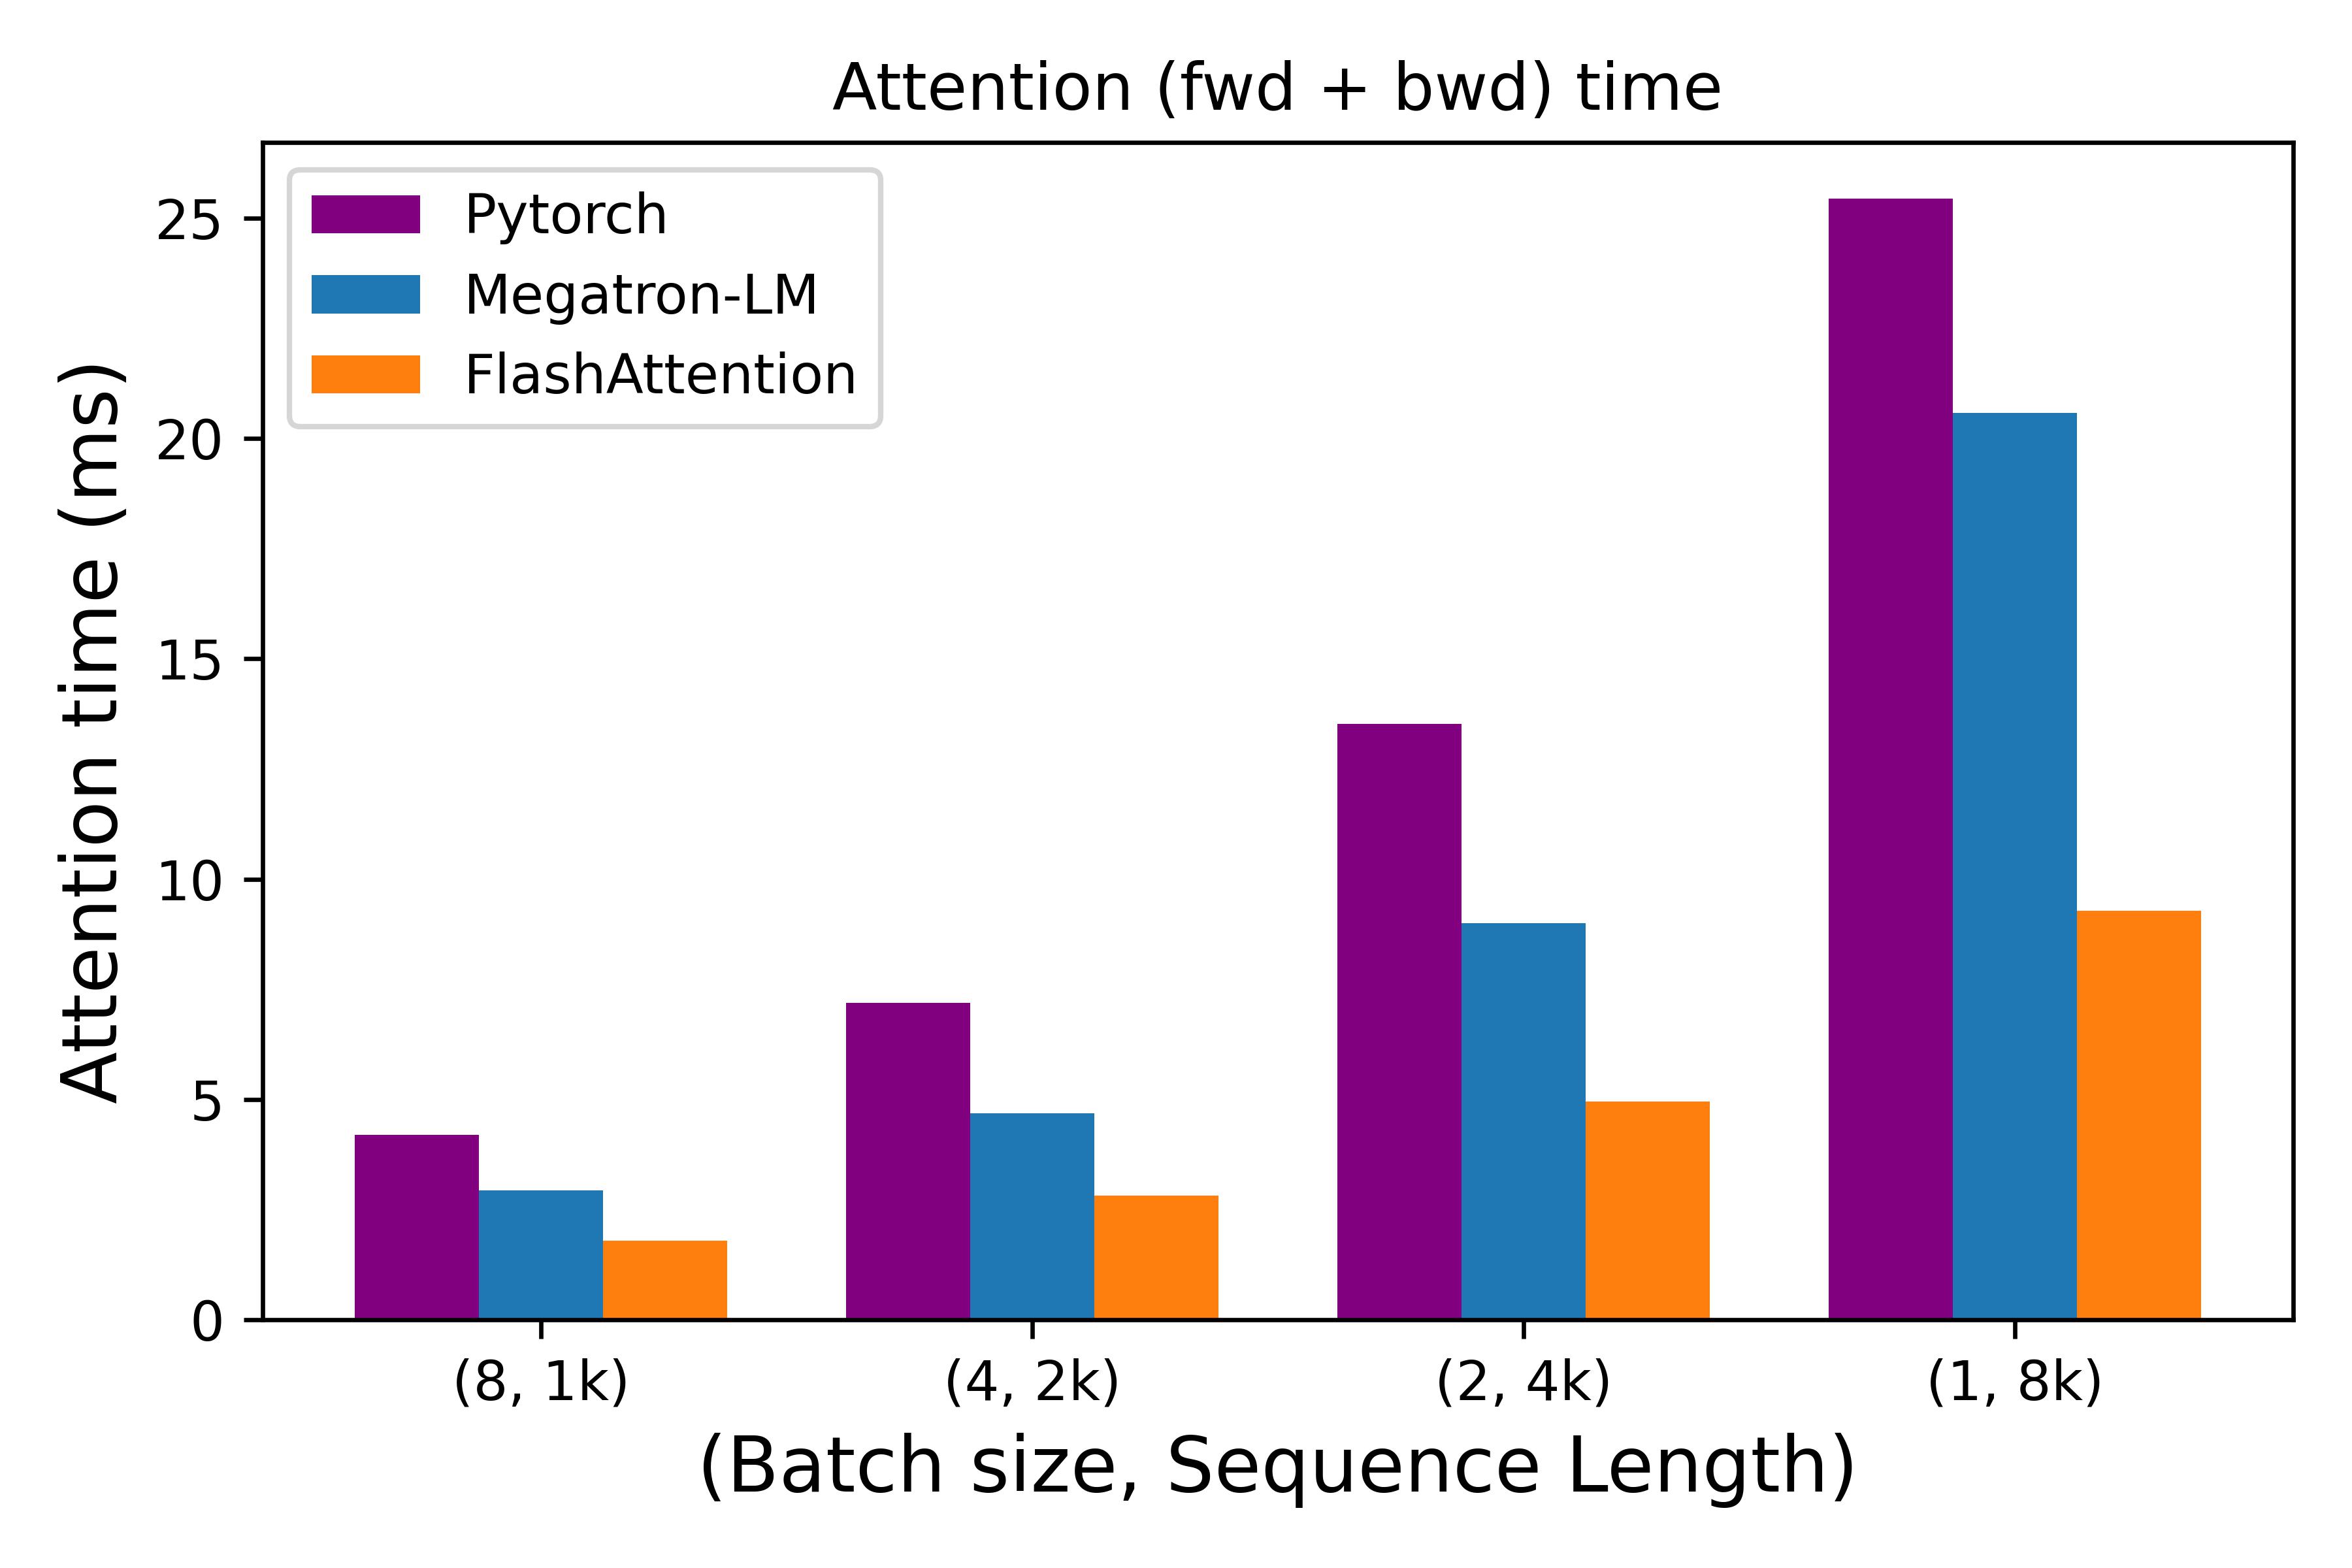 Attention (fwd + bwd) time
Pytorch
Megatron-LM
FlashAttention
Attention time (ms)
25
20
15
10
5
0
(8, 1k)
(4, 2k)
(2, 4k)
(1, 8k)
(Batch size, Sequence Length)